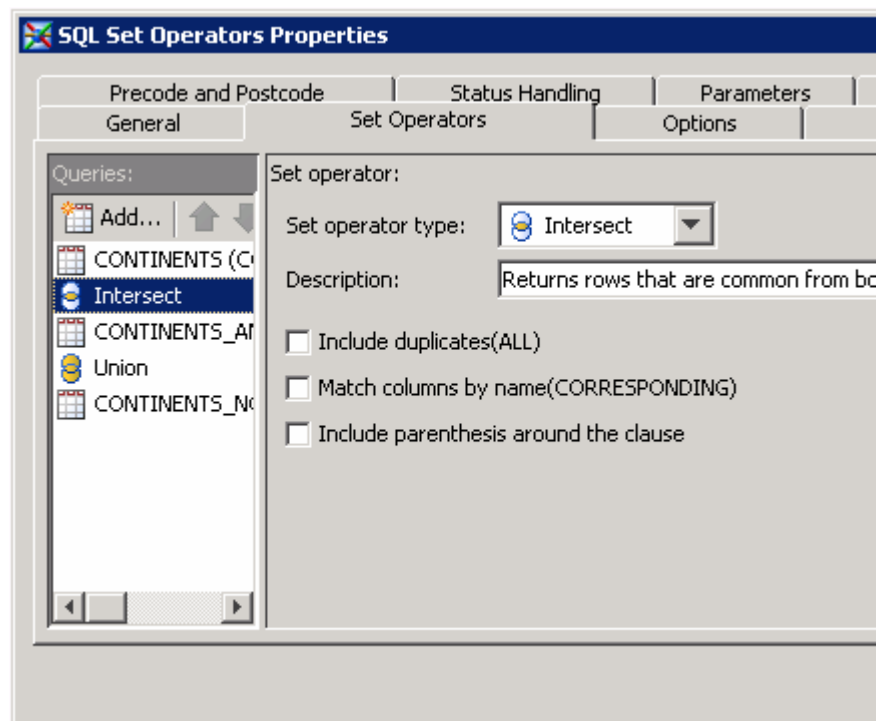 SQL Set Operators Properties
Precode and Postcode Status Handling Parameters
General Set Operators Options
Queries: Set operator:
Add...
Set operator type: Intersect
CONTINENTS (C
Intersect
Description: Returns rows that are common from bo
CONTINENTS_A
Include duplicates(ALL)
Union
Match columns by name(CORRESPONDING)
CONTINENTS_N
Include parenthesis around the clause